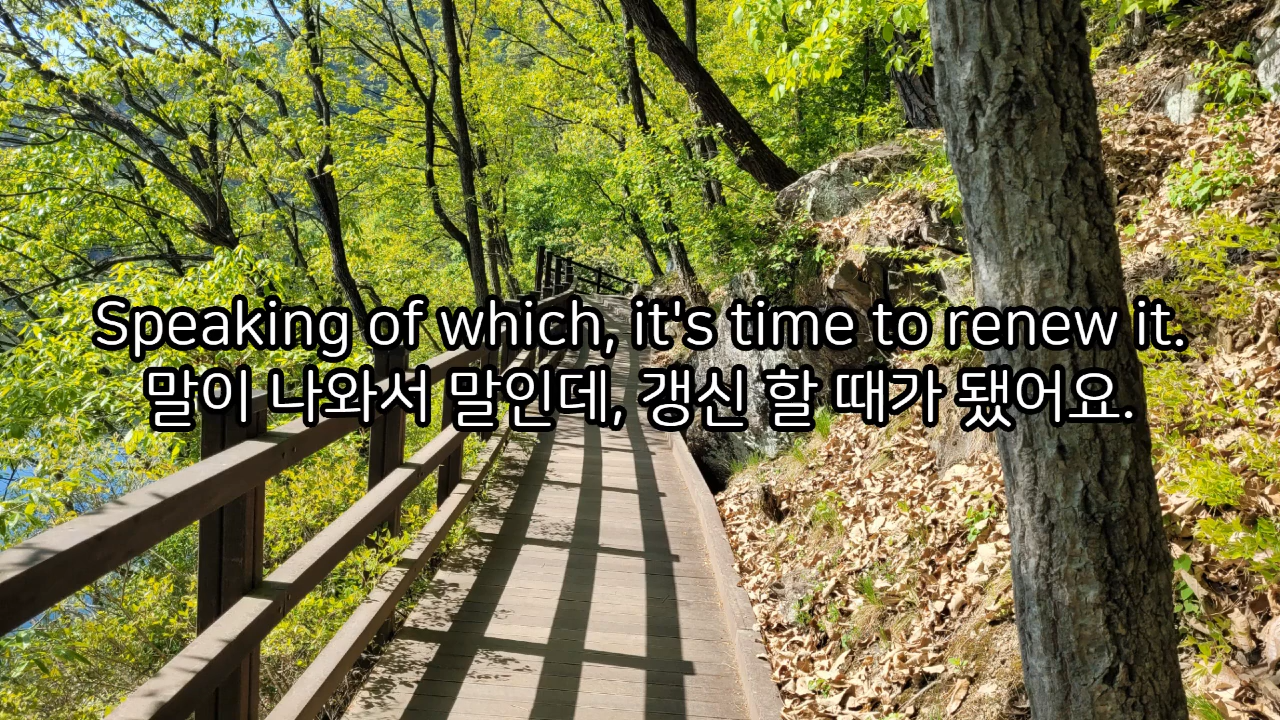 Speaking of which, it's time to renew it.
말이 나와서 말인데, 갱신 할 때가 됐어요.